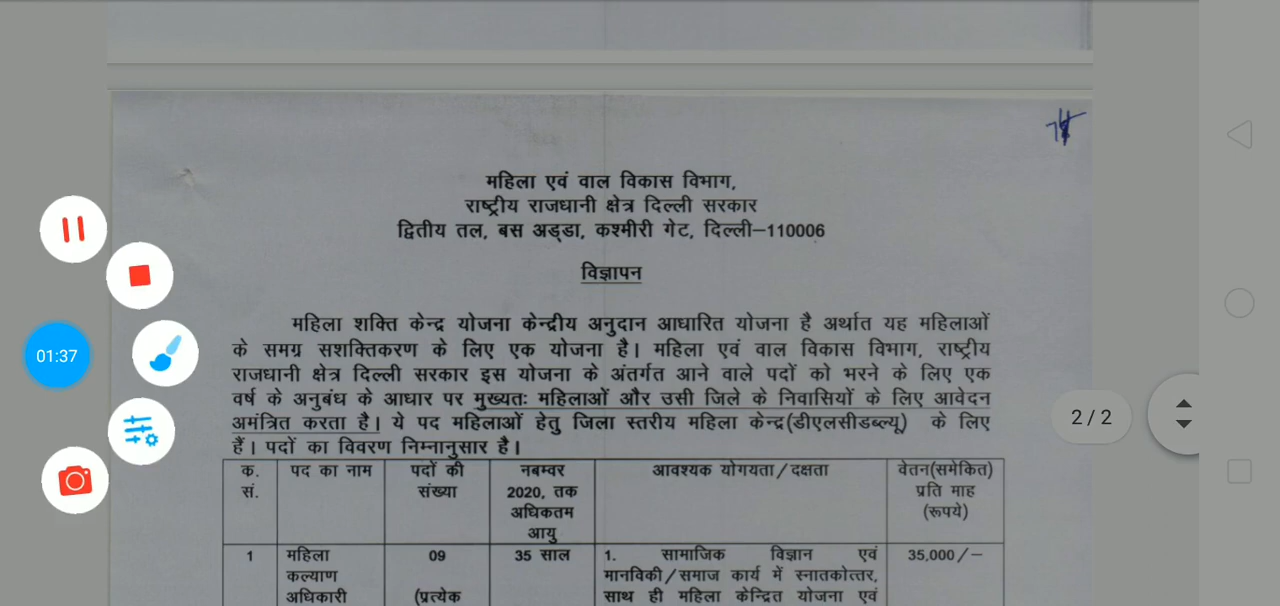 महिला एवं वाल विकास विभाग,
राष्ट्रीय राजधानी क्षेत्र दिल्ली सरकार
द्वितीय तल, बस अड्डा, कश्मीरी गेट, दिल्ली–110006
विज्ञापन
महिला शक्ति केन्द्र योजना केन्द्रीय अनुदान आधारित योजना है अर्थात यह महिलाओं
के समग्र सशक्तिकरण के लिए एक योजना है। महिला एवं वाल विकास विभाग, राष्ट्रीय
राजधानी क्षेत्र दिल्ली सरकार इस योजना के अंतर्गत आने वाले पदों को भरने के लिए एक
वर्ष के अनुबंध के आधार पर मुख्यतः महिलाओं और उसी जिले के निवासियों के लिए आवेदन
अमंत्रित करता है। ये पद महिलाओं हेतु जिला स्तरीय महिला केन्द्र(डीएलसीडब्ल्यू) के लिए
हैं। पदों का विवरण निम्नानुसार है।
क. पद का नाम पदों की नबम्वर आवश्यक योगयता/दक्षता वेतन(समेकित)
सं. संख्या 2020, तक प्रति माह
अधिकतम (रूपये)
आयु
1 महिला 09 35 साल 1. सामाजिक विज्ञान एवं 35,000/–
कल्याण मानविकी/समाज कार्य में स्नातकोत्तर,
अधिकारी (प्रत्येक साथ ही महिला केन्द्रित योजना एवं
01:37
2/2